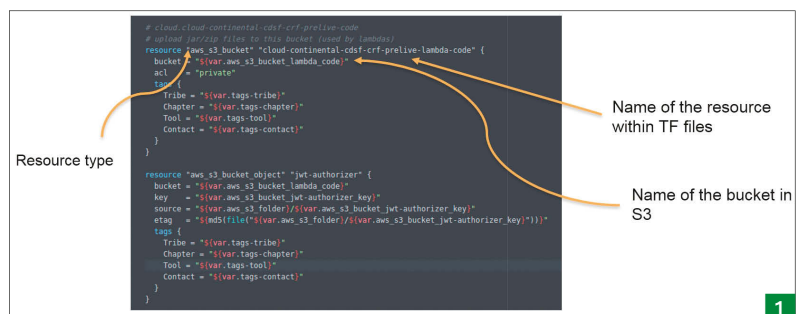 # cloud.cloud-continental-cdsf-crf-prelive-code
# upload jar/zip files to this bucket (used by lambdas)
resource "aws_s3_bucket" "cloud-continental-cdsf-crf-prelive-lambda-code" {
bucket = "${var.aws_s3_bucket_lambda_code}"
acl = "private"
tags {
Tribe = "${var.tags-tribe}"
Chapter = "${var.tags-chapter}"
Tool = "${var.tags-tool}"
Contact = "${var.tags-contact}"
}
}
resource "aws_s3_bucket_object" "jwt-authorizer" {
bucket = "${var.aws_s3_bucket_lambda_code}"
key = "${var.aws_s3_bucket_jwt-authorizer_key}"
source = "${var.aws_s3_folder}/${var.aws_s3_bucket_jwt-authorizer_key}"
etag = "${md5(file("${var.aws_s3_folder}/${var.aws_s3_bucket_jwt-authorizer_key}"))}"
tags {
Tribe = "${var.tags-tribe}"
Chapter = "${var.tags-chapter}"
Tool = "${var.tags-tool}"
Contact = "${var.tags-contact}"
}
}
Resource type
Name of the resource
within TF files
Name of the bucket in
S3
1